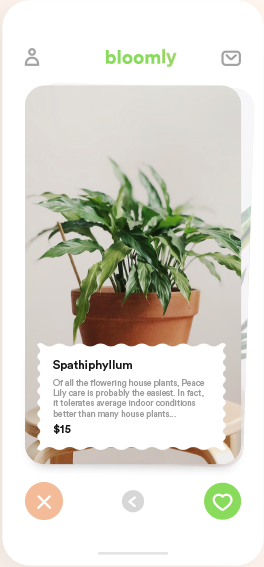 bloomly
Spathiphyllum
Of all the flowering house plants, Peace
Lily care is probably the easiest. In fact,
it tolerates average indoor conditions
better than many house plants...
$15